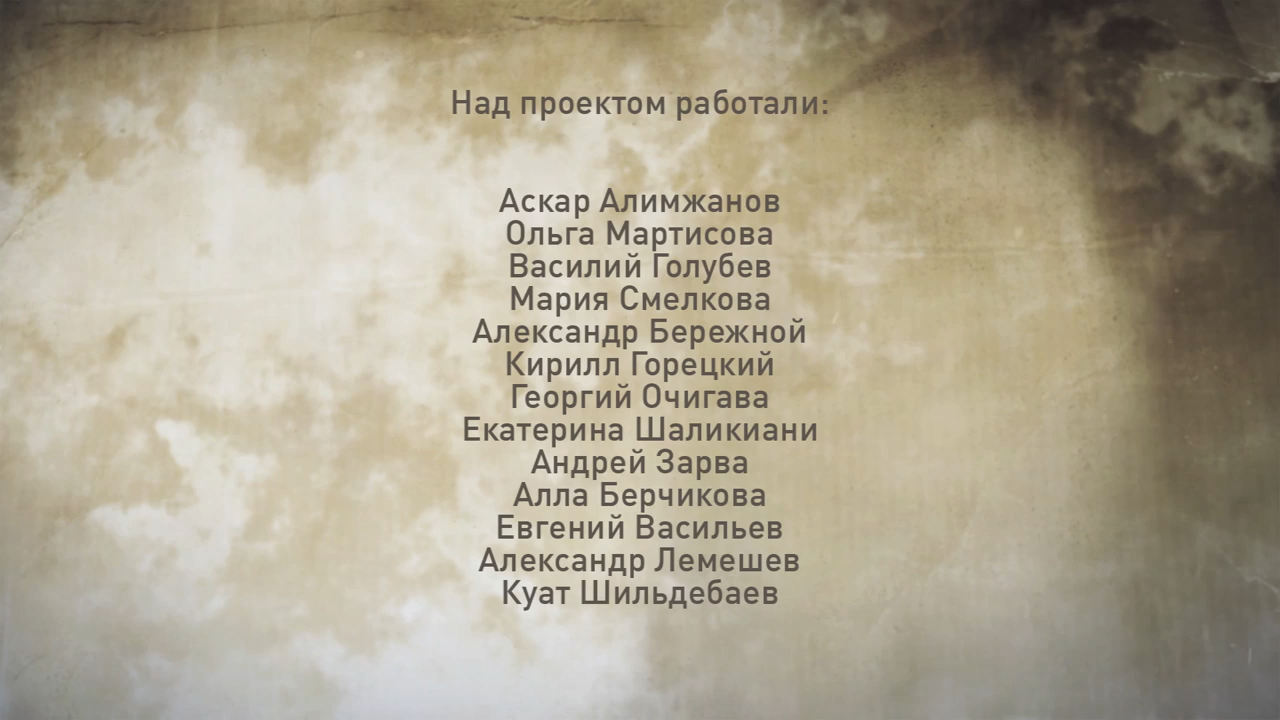 Над проектом работали:
Аскар Алимжанов
Ольга Мартисова
Василий Голубев
Мария Смелкова
Александр Бережной
Кирилл Горецкий
Георгий Очигава
Екатерина Шаликиани
Андрей Зарва
Алла Берчикова
Евгений Васильев
Александр Лемешев
Куат Шильдебаев